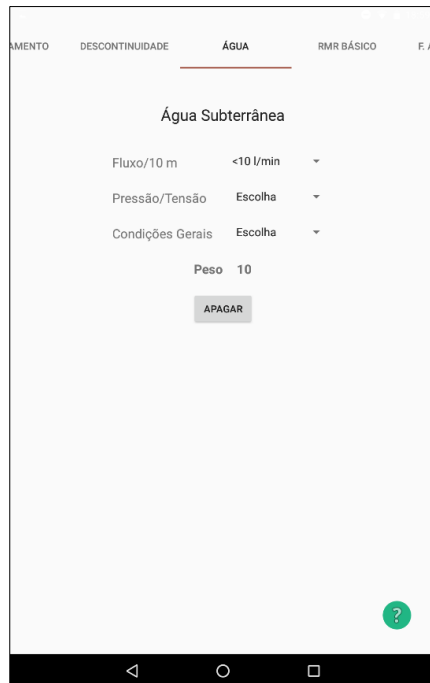 AMENTO DESCONTINUIDADE ÁGUA RMR BÁSICO F. A
Água Subterrânea
Fluxo/10 m <10 l/min
Pressão/Tensão Escolha
Condições Gerais Escolha
Peso 10
APAGAR
?